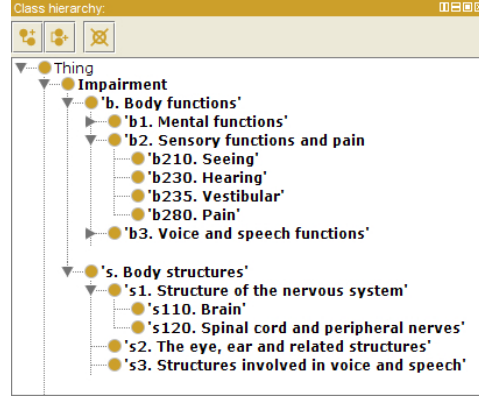 Class hierarchy:
Thing
Impairment
'b. Body functions'
'b1. Mental functions'
'b2. Sensory functions and pain
'b210. Seeing'
'b230. Hearing'
'b235. Vestibular'
'b280. Pain'
'b3. Voice and speech functions'
's. Body structures'
's1. Structure of the nervous system'
's110. Brain'
's120. Spinal cord and peripheral nerves'
's2. The eye, ear and related structures'
's3. Structures involved in voice and speech'